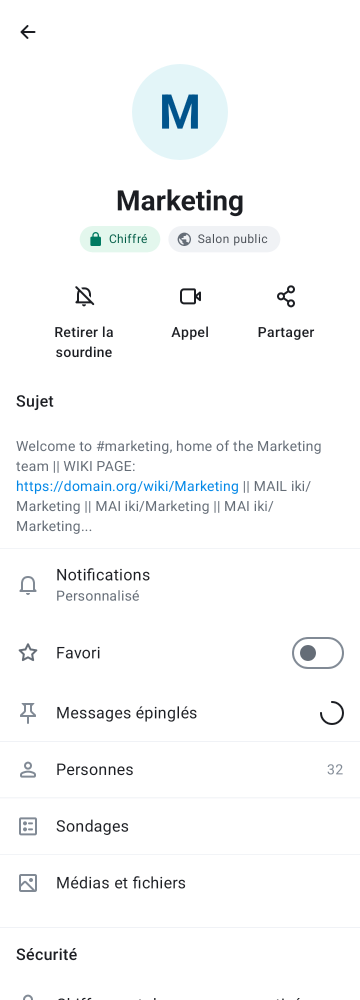 M
Marketing
Chiffré
Salon public
Retirer la
sourdine
Appel
Partager
Sujet
Welcome to #marketing, home of the Marketing
team || WIKI PAGE:
https://domain.org/wiki/Marketing || MAIL iki/
Marketing || MAI iki/Marketing || MAI iki/
Marketing...
Notifications
Personnalisé
Favori
Messages épinglés
Personnes
32
Sondages
Médias et fichiers
Sécurité